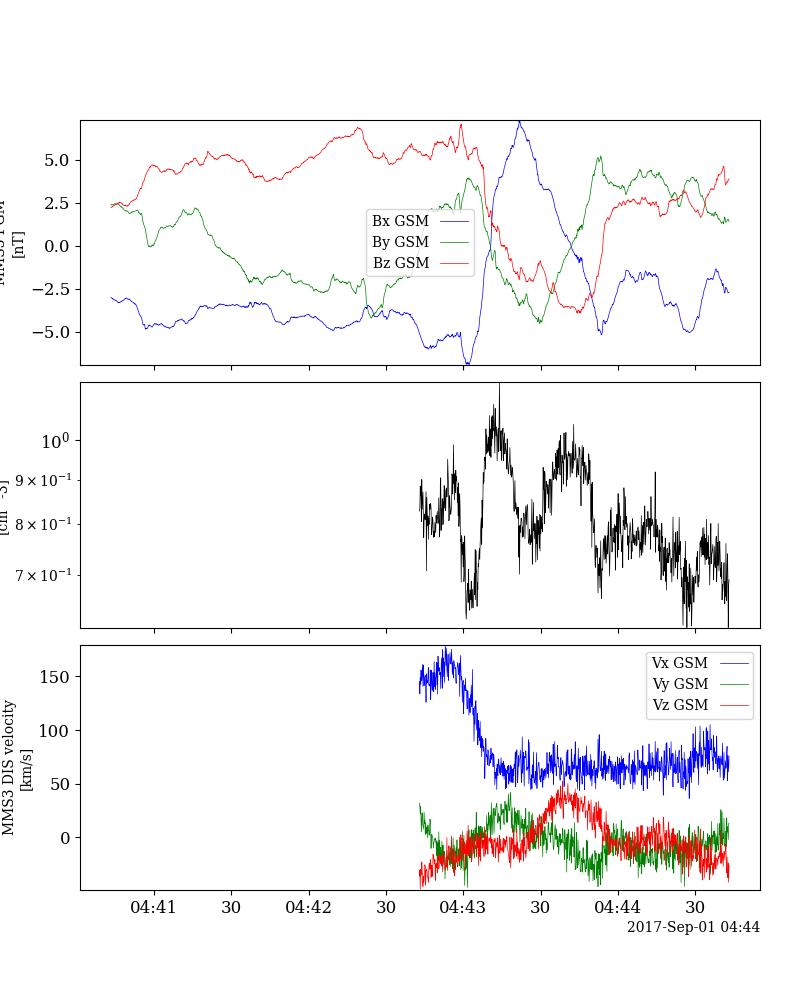 5.0
2.5
0.0
−2.5
−5.0
[nT]
Bx GSM
By GSM
Bz GSM
10⁰
9 × 10⁻¹
8 × 10⁻¹
7 × 10⁻¹
150
100
50
0
MMS3 DIS velocity
[km/s]
Vx GSM
Vy GSM
Vz GSM
04:41 30 04:42 30 04:43 30 04:44 30
2017-Sep-01 04:44